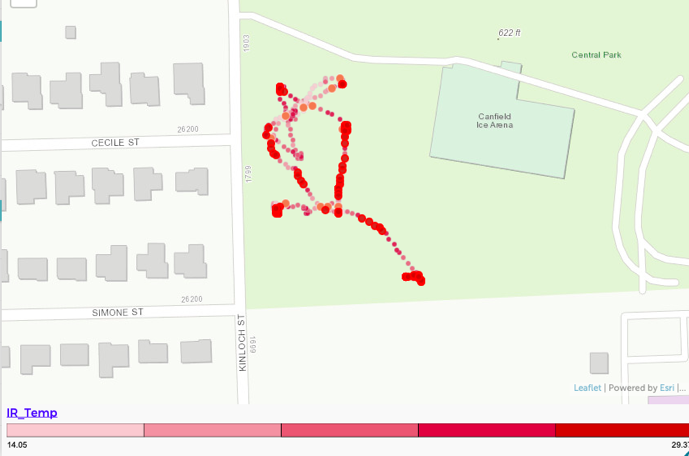 622 ft
Central Park
1903
Canfield
Ice Arena
26200
CECILE ST
1799
26200
SIMONE ST
KINLOCH ST
1699
Leaflet | Powered by Esri |...
IR_Temp
14.05
29.37